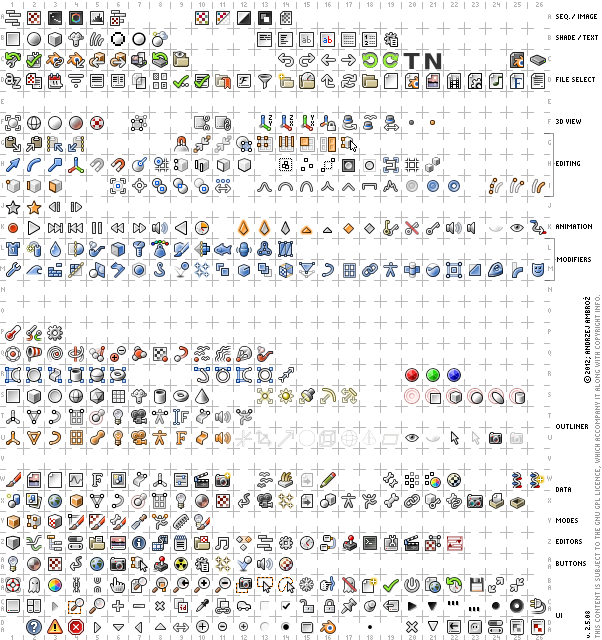 1 2 3 4 5 6 7 8 9 10 11 12 13 14 15 16 17 18 19 20 21 22 23 24 25 26
SEQ. / IMAGE
SHADE / TEXT
TN
FILE SELECT
3D VIEW
EDITING
ANIMATION
MODIFIERS
OUTLINER
DATA
MODES
EDITORS
BUTTONS
UI
©2012; ANDRZEJ AMBROŻ
THIS CONTENT IS SUBJECT TO THE GNU GPL LICENCE, WHICH ACCOMPANY IT ALONG WITH COPYRIGHT INFO.
v. 2.5.08